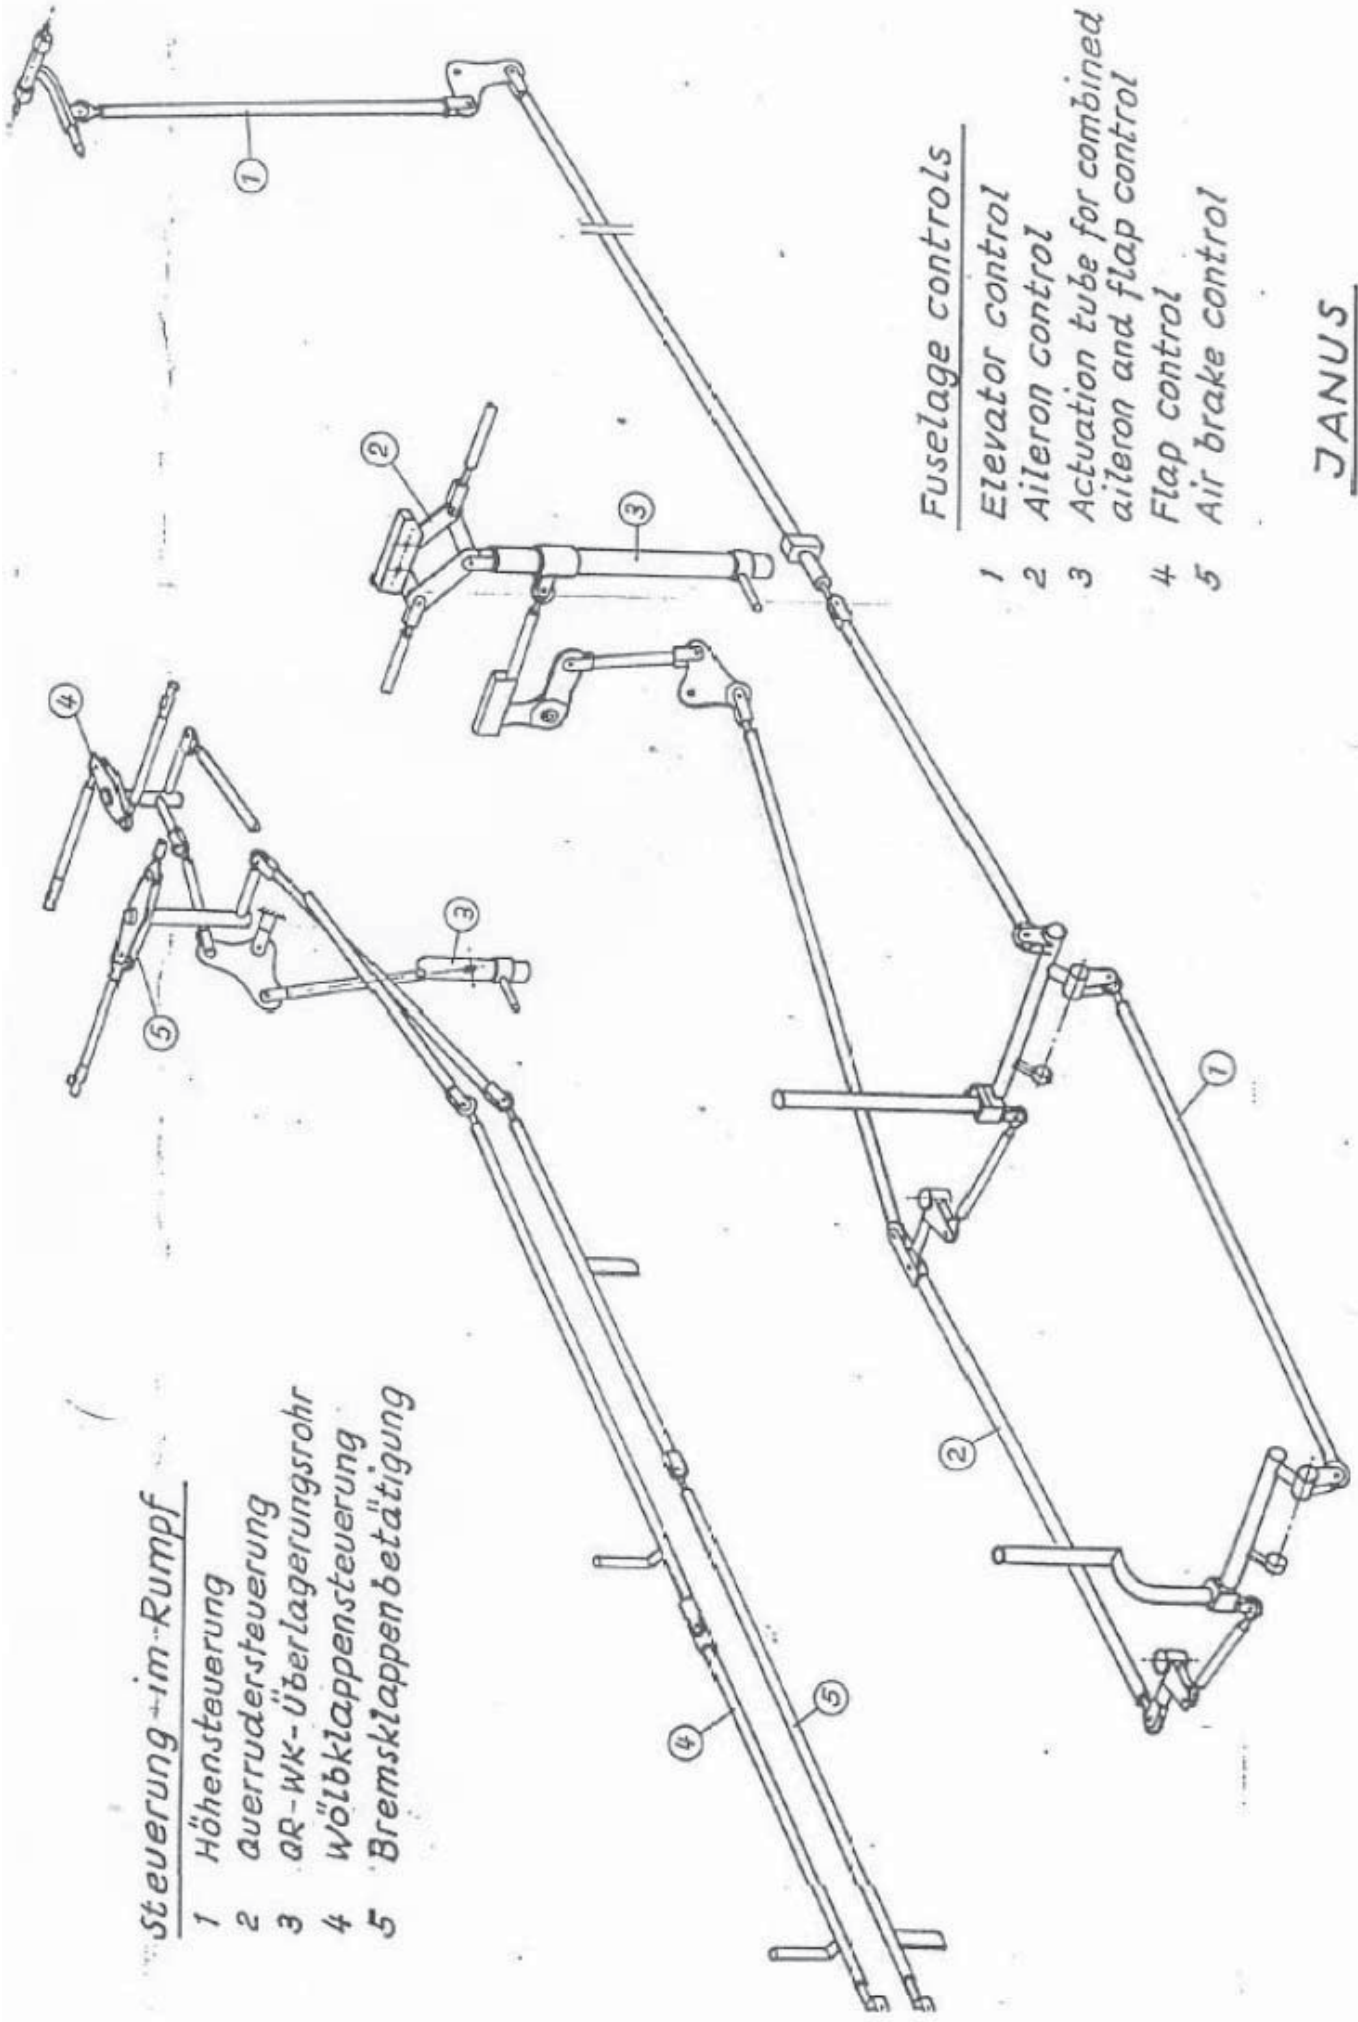 Steuerung im Rumpf
1 Höhensteuerung
2 Querrudersteuerung
3 QR-WK-Überlagerungsrohr
4 Wölbklappensteuerung
5 Bremsklappenbetätigung
Fuselage controls
1 Elevator control
2 Aileron control
3 Actuation tube for combined
aileron and flap control
4 Flap control
5 Air brake control
JANUS
4
5
3
2
1
3
4
5
2
1